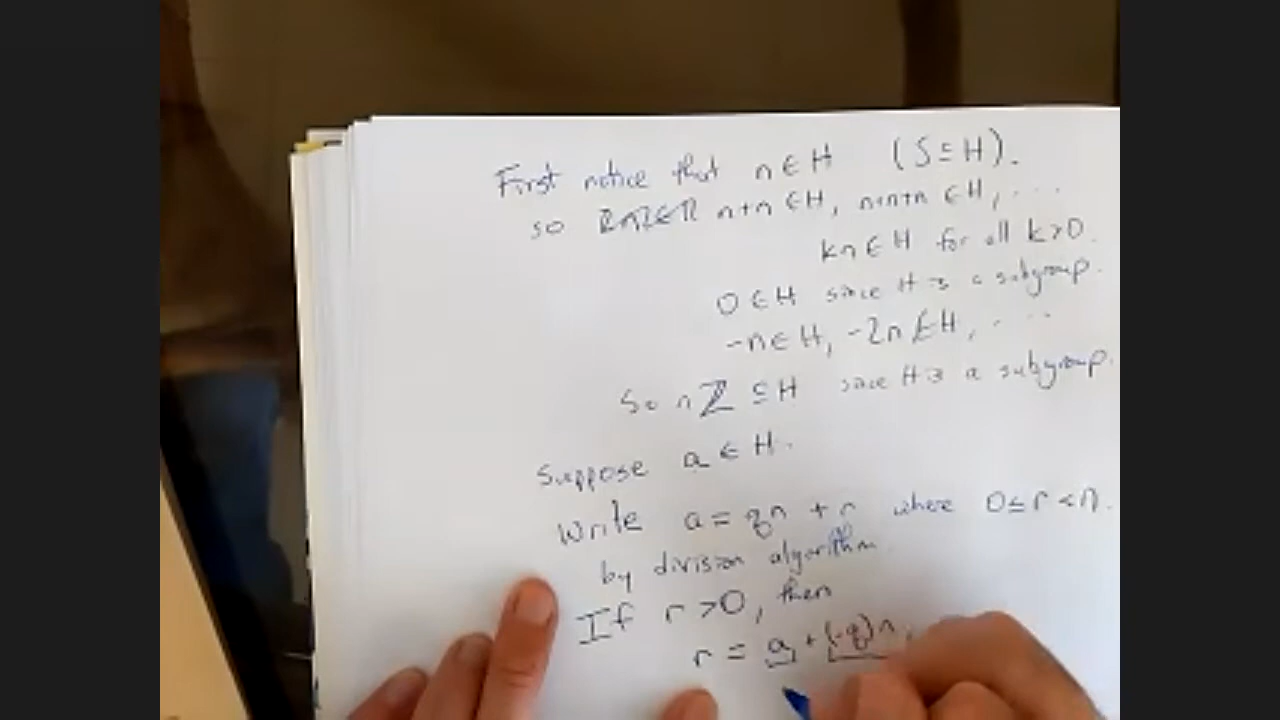 First notice that n ∈ H (S ⊆ H).
so n+n ∈ H, n+n+n ∈ H, ...
kn ∈ H for all k>0.
0 ∈ H since H is a subgroup.
-n ∈ H, -2n ∈ H, ...
So nℤ ⊆ H since H is a subgroup.
Suppose a ∈ H.
Write a = qn + r where 0 ≤ r < n.
by division algorithm
If r > 0, then
r = a + (-q)n,